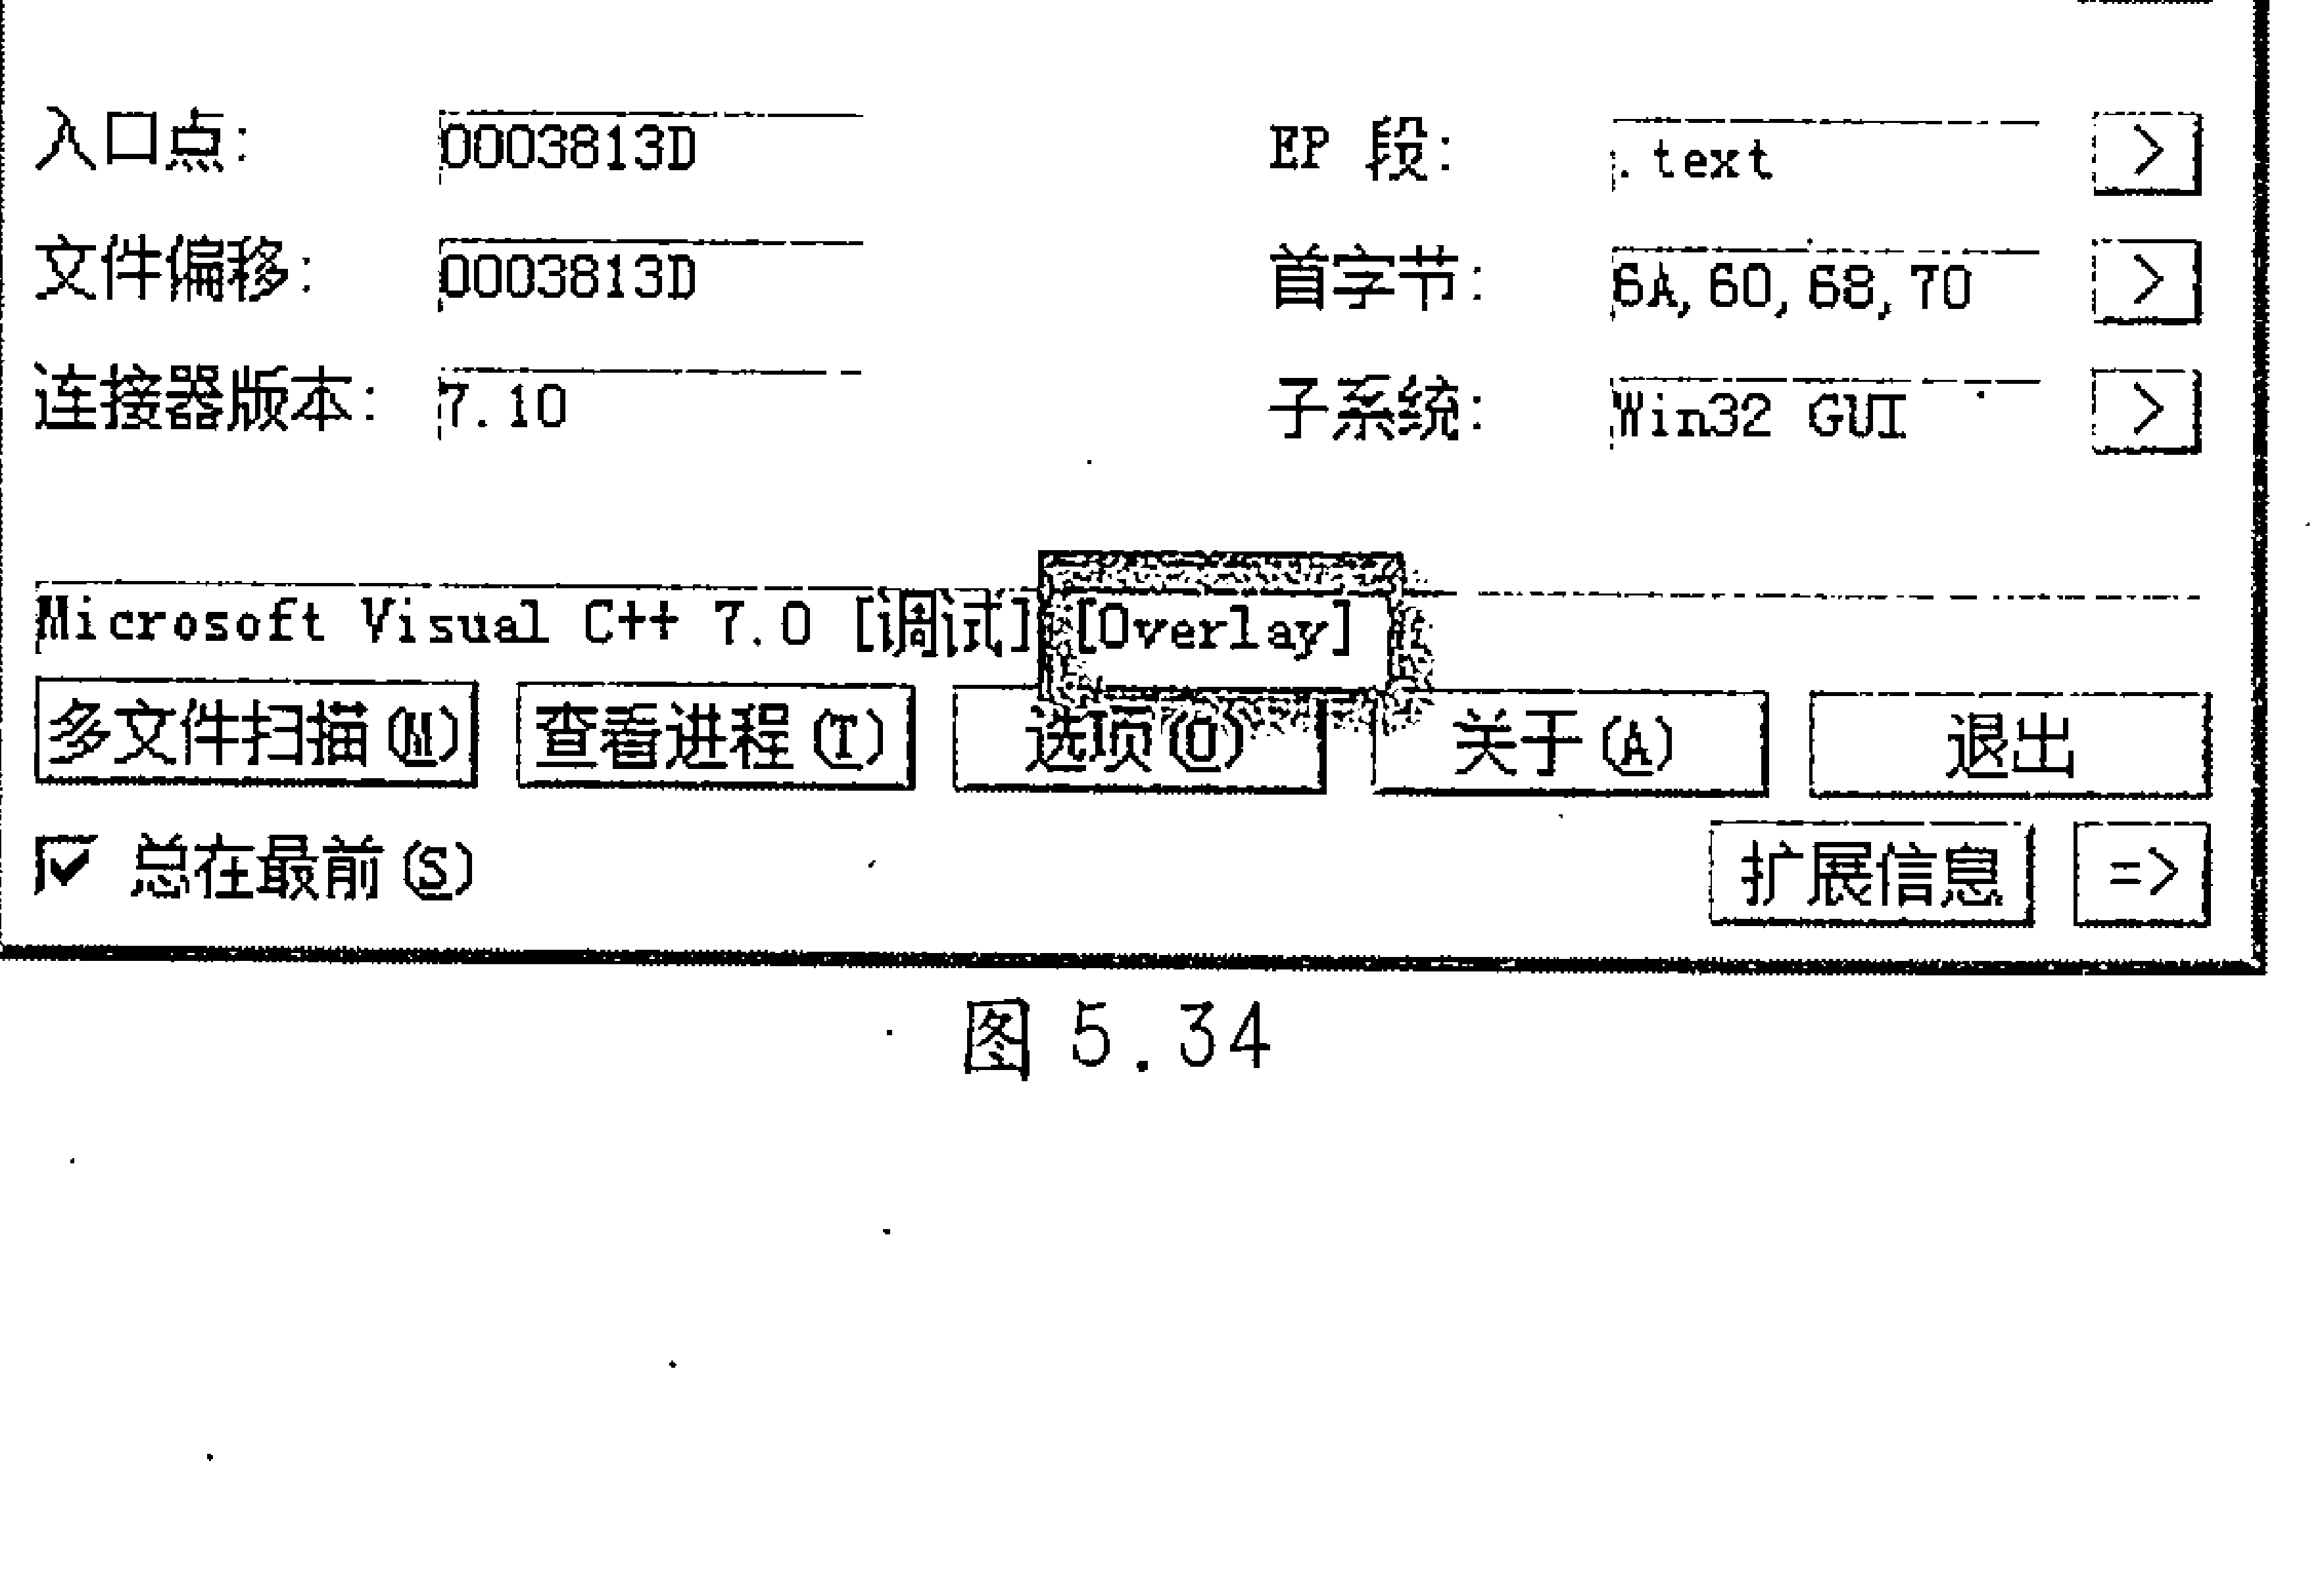 入口点: 0003813D EP 段: .text >
文件偏移: 0003813D 首字节: 6A,60,68,70 >
连接器版本: 7.10 子系统: Win32 GUI >
Microsoft Visual C++ 7.0 [调试] [Overlay]
多文件扫描(M) 查看进程(T) 选项(O) 关于(A) 退出
总在最前(S) 扩展信息 =>
图 5.34